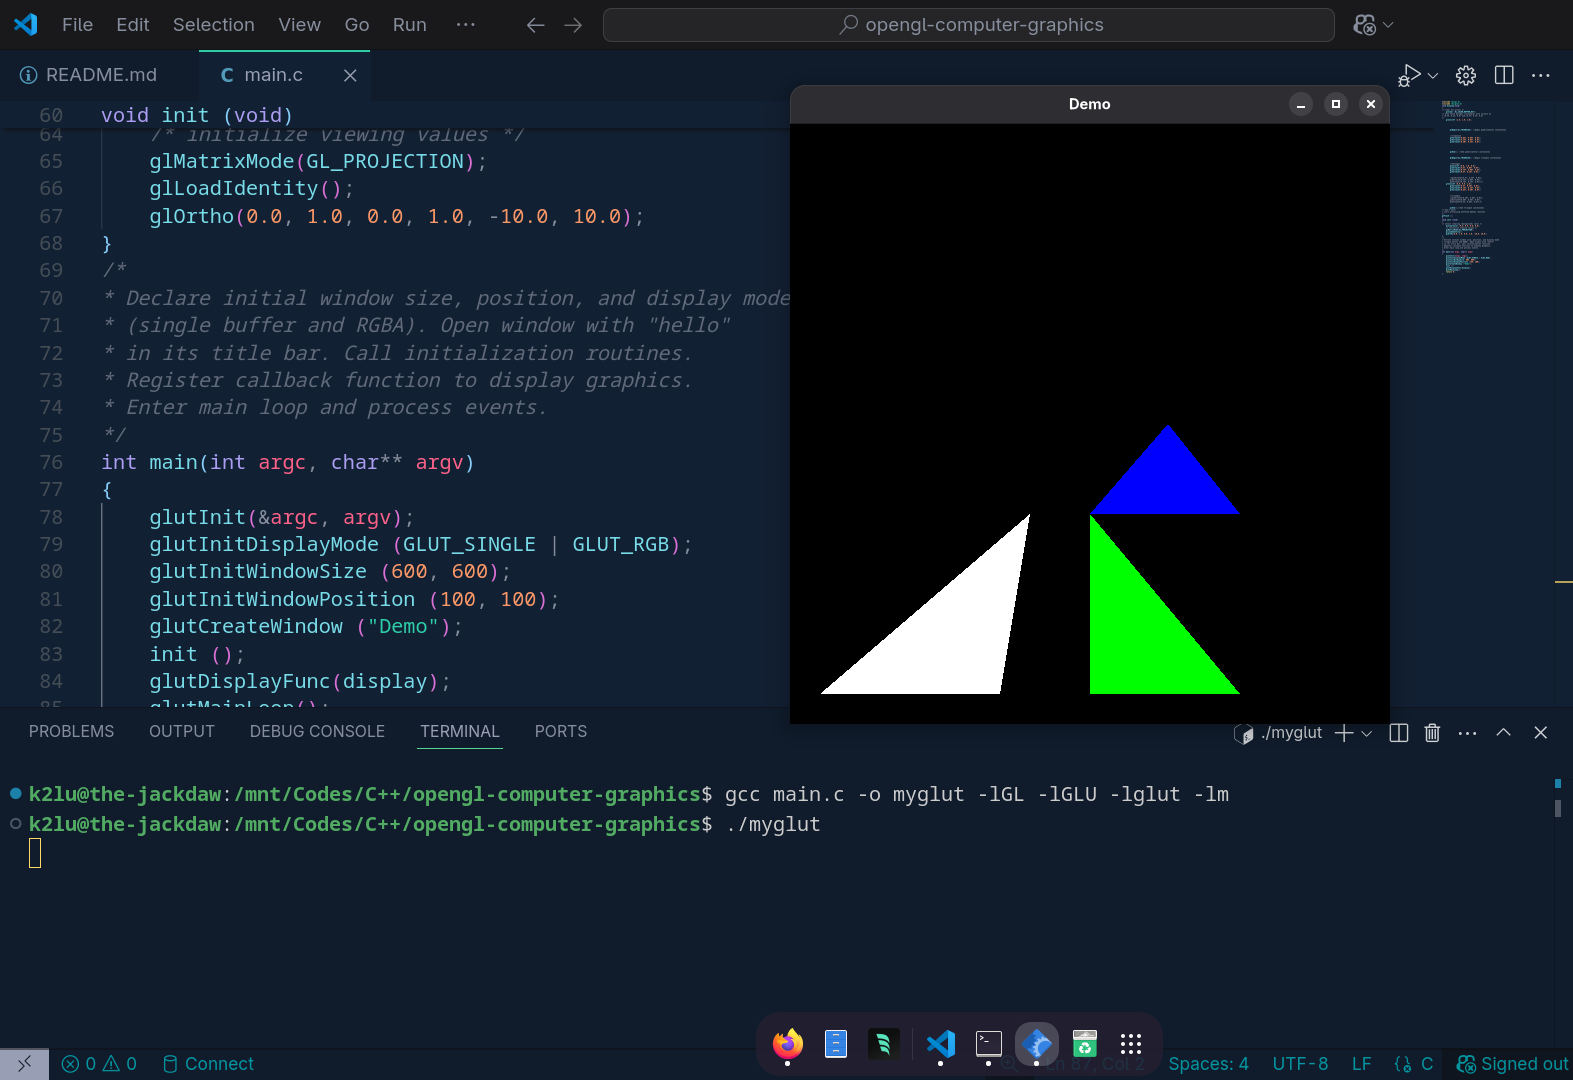 File Edit Selection View Go Run ···
opengl-computer-graphics
README.md
C main.c
Demo
60 void init (void)
64 /* initialize viewing values */
65 glMatrixMode(GL_PROJECTION);
66 glLoadIdentity();
67 glOrtho(0.0, 1.0, 0.0, 1.0, -10.0, 10.0);
68 }
69 /*
70 * Declare initial window size, position, and display mode
71 * (single buffer and RGBA). Open window with "hello"
72 * in its title bar. Call initialization routines.
73 * Register callback function to display graphics.
74 * Enter main loop and process events.
75 */
76 int main(int argc, char** argv)
77 {
78 glutInit(&argc, argv);
79 glutInitDisplayMode (GLUT_SINGLE | GLUT_RGB);
80 glutInitWindowSize (600, 600);
81 glutInitWindowPosition (100, 100);
82 glutCreateWindow ("Demo");
83 init ();
84 glutDisplayFunc(display);
85 glutMainLoop();
PROBLEMS OUTPUT DEBUG CONSOLE TERMINAL PORTS
./myglut
k2lu@the-jackdaw:/mnt/Codes/C++/opengl-computer-graphics$ gcc main.c -o myglut -lGL -lGLU -lglut -lm
k2lu@the-jackdaw:/mnt/Codes/C++/opengl-computer-graphics$ ./myglut
0 0 Connect
Ln 87, Col 2 Spaces: 4 UTF-8 LF C Signed out